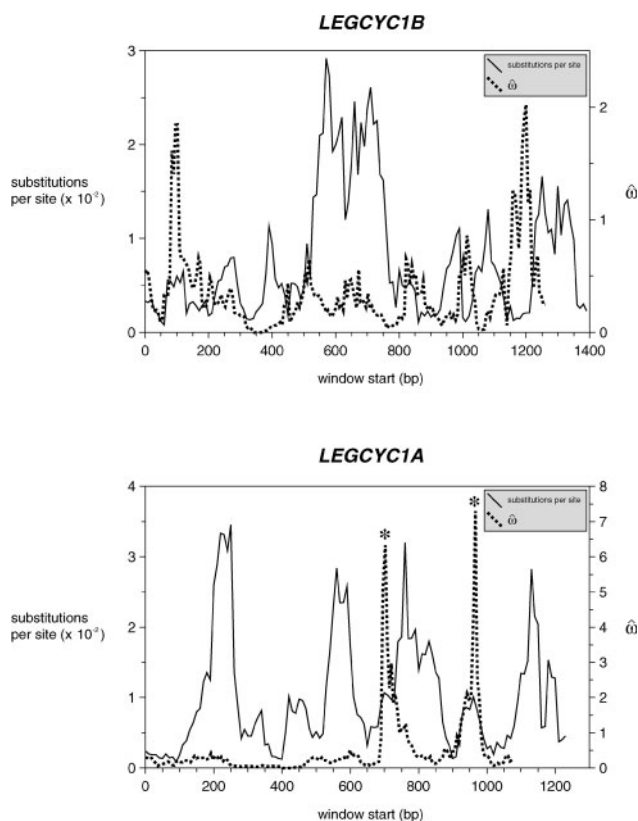 LEGCYC1B
3
2
1
0
substitutions
per site (x 10⁻²)
substitutions per site
ω̂
2
1
0
ω̂
0 200 400 600 800 1000 1200 1400
window start (bp)
LEGCYC1A
4
3
2
1
0
substitutions
per site (x 10⁻²)
* *
substitutions per site
ω̂
8
7
6
5
4
3
2
1
0
ω̂
0 200 400 600 800 1000 1200
window start (bp)